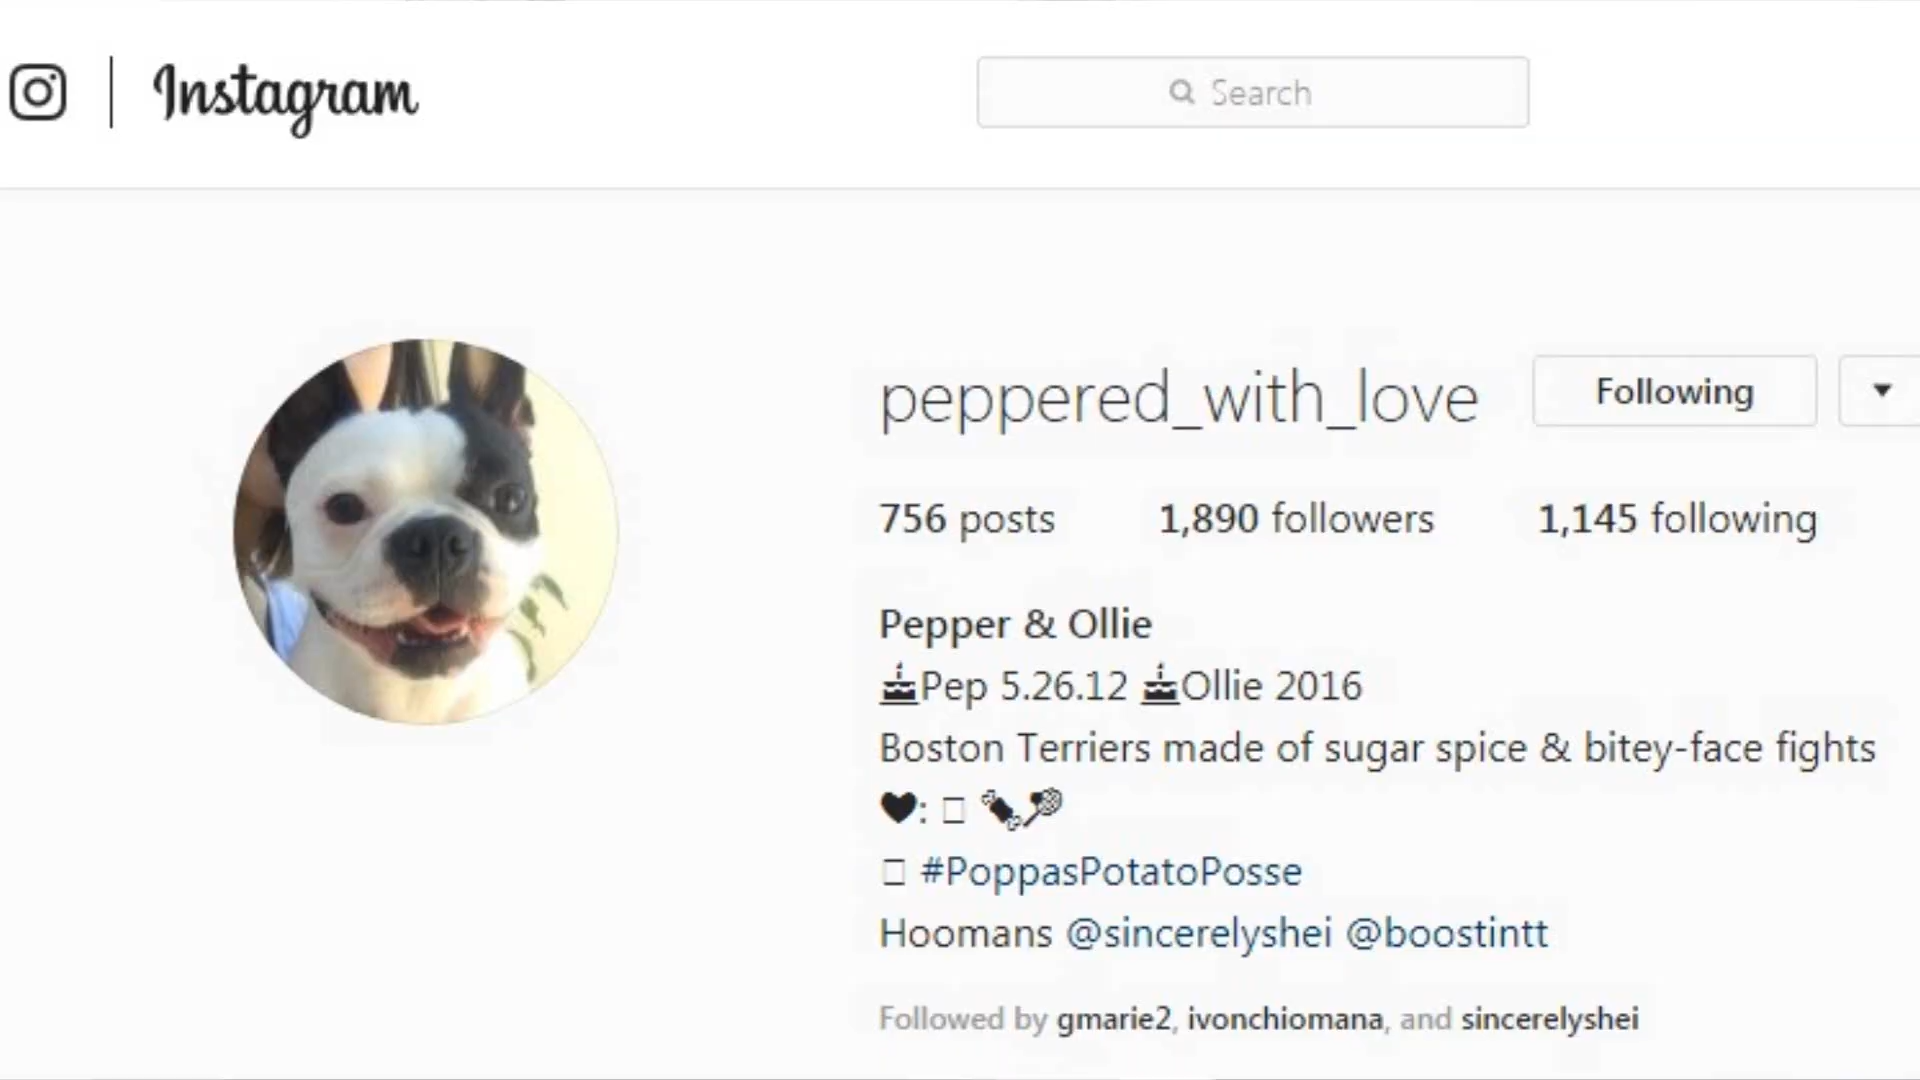 Instagram
Search
peppered_with_love
Following
756 posts
1,890 followers
1,145 following
Pepper & Ollie
🎂Pep 5.26.12 🎂Ollie 2016
Boston Terriers made of sugar spice & bitey-face fights
🖤: □ 🍬🍭
□ #PoppasPotatoPosse
Hoomans @sincerelyshei @boostintt
Followed by gmarie2, ivonchiomana, and sincerelyshei